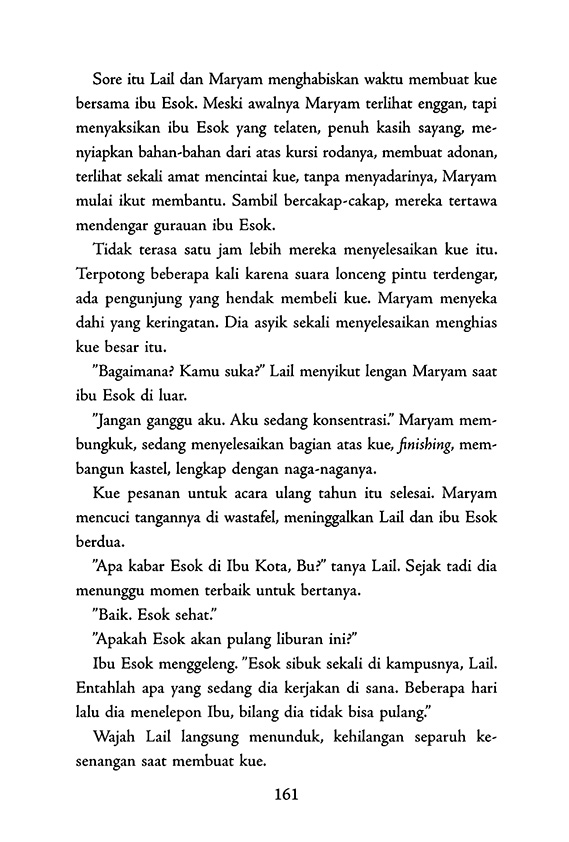 Sore itu Lail dan Maryam menghabiskan waktu membuat kue
bersama ibu Esok. Meski awalnya Maryam terlihat enggan, tapi
menyaksikan ibu Esok yang telaten, penuh kasih sayang, me-
nyiapkan bahan-bahan dari atas kursi rodanya, membuat adonan,
terlihat sekali amat mencintai kue, tanpa menyadarinya, Maryam
mulai ikut membantu. Sambil bercakap-cakap, mereka tertawa
mendengar gurauan ibu Esok.
Tidak terasa satu jam lebih mereka menyelesaikan kue itu.
Terpotong beberapa kali karena suara lonceng pintu terdengar,
ada pengunjung yang hendak membeli kue. Maryam menyeka
dahi yang keringatan. Dia asyik sekali menyelesaikan menghias
kue besar itu.
”Bagaimana? Kamu suka?” Lail menyikut lengan Maryam saat
ibu Esok di luar.
”Jangan ganggu aku. Aku sedang konsentrasi.” Maryam mem-
bungkuk, sedang menyelesaikan bagian atas kue, finishing, mem-
bangun kastel, lengkap dengan naga-naganya.
Kue pesanan untuk acara ulang tahun itu selesai. Maryam
mencuci tangannya di wastafel, meninggalkan Lail dan ibu Esok
berdua.
”Apa kabar Esok di Ibu Kota, Bu?” tanya Lail. Sejak tadi dia
menunggu momen terbaik untuk bertanya.
”Baik. Esok sehat.”
”Apakah Esok akan pulang liburan ini?”
Ibu Esok menggeleng. ”Esok sibuk sekali di kampusnya, Lail.
Entahlah apa yang sedang dia kerjakan di sana. Beberapa hari
lalu dia menelepon Ibu, bilang dia tidak bisa pulang.”
Wajah Lail langsung menunduk, kehilangan separuh ke-
senangan saat membuat kue.
161